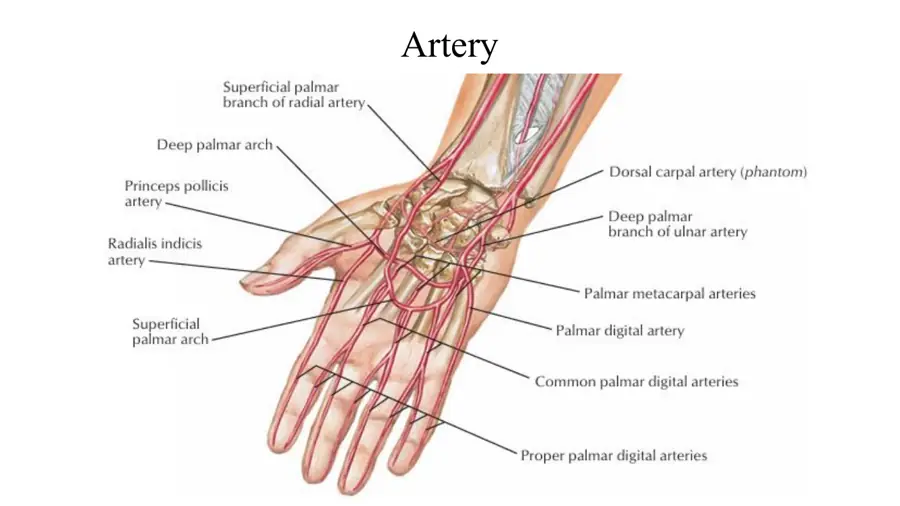 Artery
Superficial palmar
branch of radial artery
Deep palmar arch
Princeps pollicis
artery
Radialis indicis
artery
Superficial
palmar arch
Dorsal carpal artery (phantom)
Deep palmar
branch of ulnar artery
Palmar metacarpal arteries
Palmar digital artery
Common palmar digital arteries
Proper palmar digital arteries